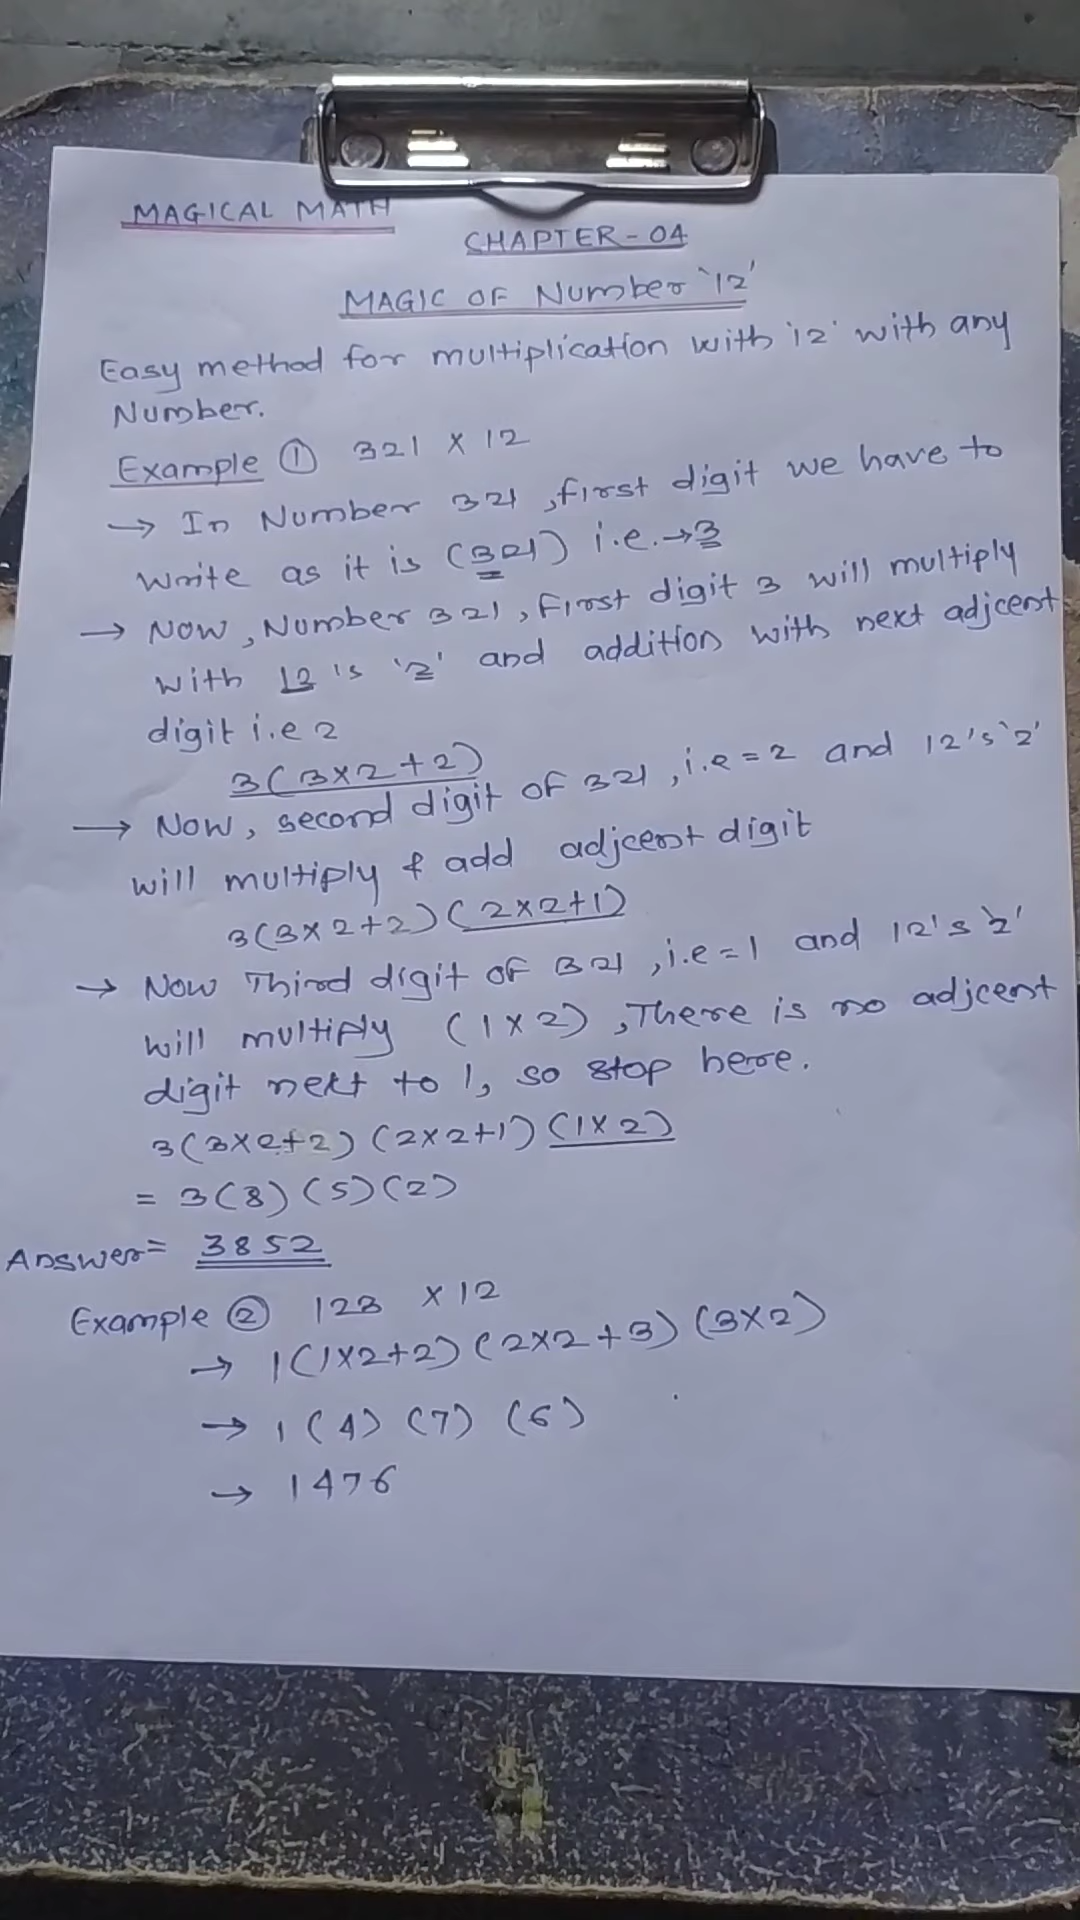 MAGICAL MATH
CHAPTER-04
MAGIC OF Number '12'
Easy method for multiplication with '12' with any
Number.
Example ① 321 x 12
→ In Number 321, first digit we have to
write as it is (321) i.e.→3
→ Now, Number 321, First digit 3 will multiply
with 12's '2' and addition with next adjcent
digit i.e 2
3(3x2+2)
→ Now, second digit of 321, i.e = 2 and 12's '2'
will multiply & add adjcent digit
3(3x2+2)(2x2+1)
→ Now Third digit of 321, i.e = 1 and 12's '2'
will multiply (1x2), There is no adjcent
digit next to 1, so stop here.
3(3x2+2)(2x2+1)(1x2)
= 3(8)(5)(2)
Answer= 3852
Example ② 123 x 12
→ 1(1x2+2)(2x2+3)(3x2)
→ 1(4)(7)(6)
→ 1476